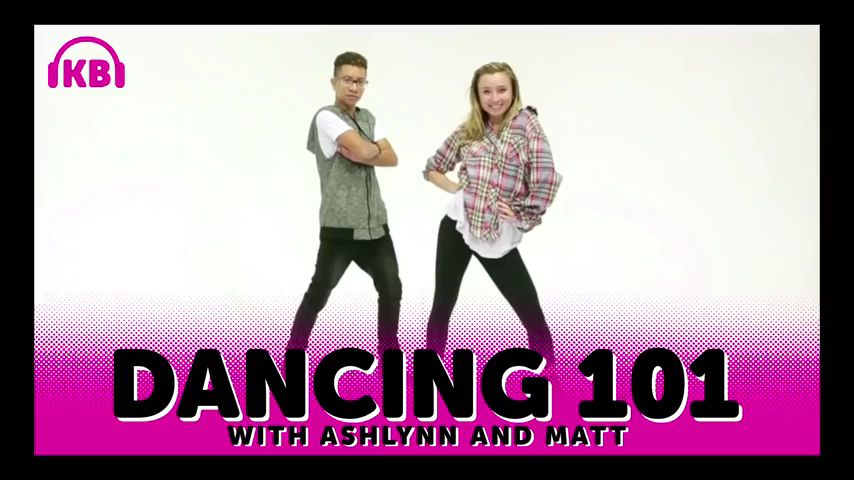 KB
DANCING 101
WITH ASHLYNN AND MATT